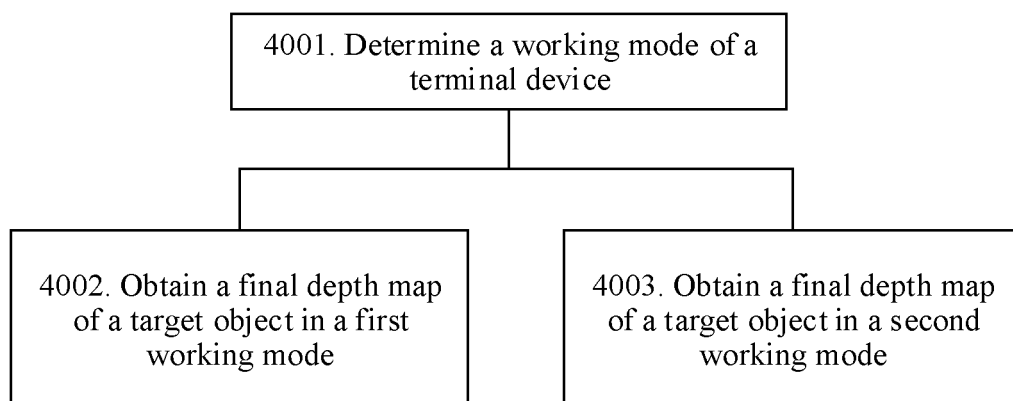 4001. Determine a working mode of a
terminal device
4002. Obtain a final depth map
of a target object in a first
working mode
4003. Obtain a final depth map
of a target object in a second
working mode